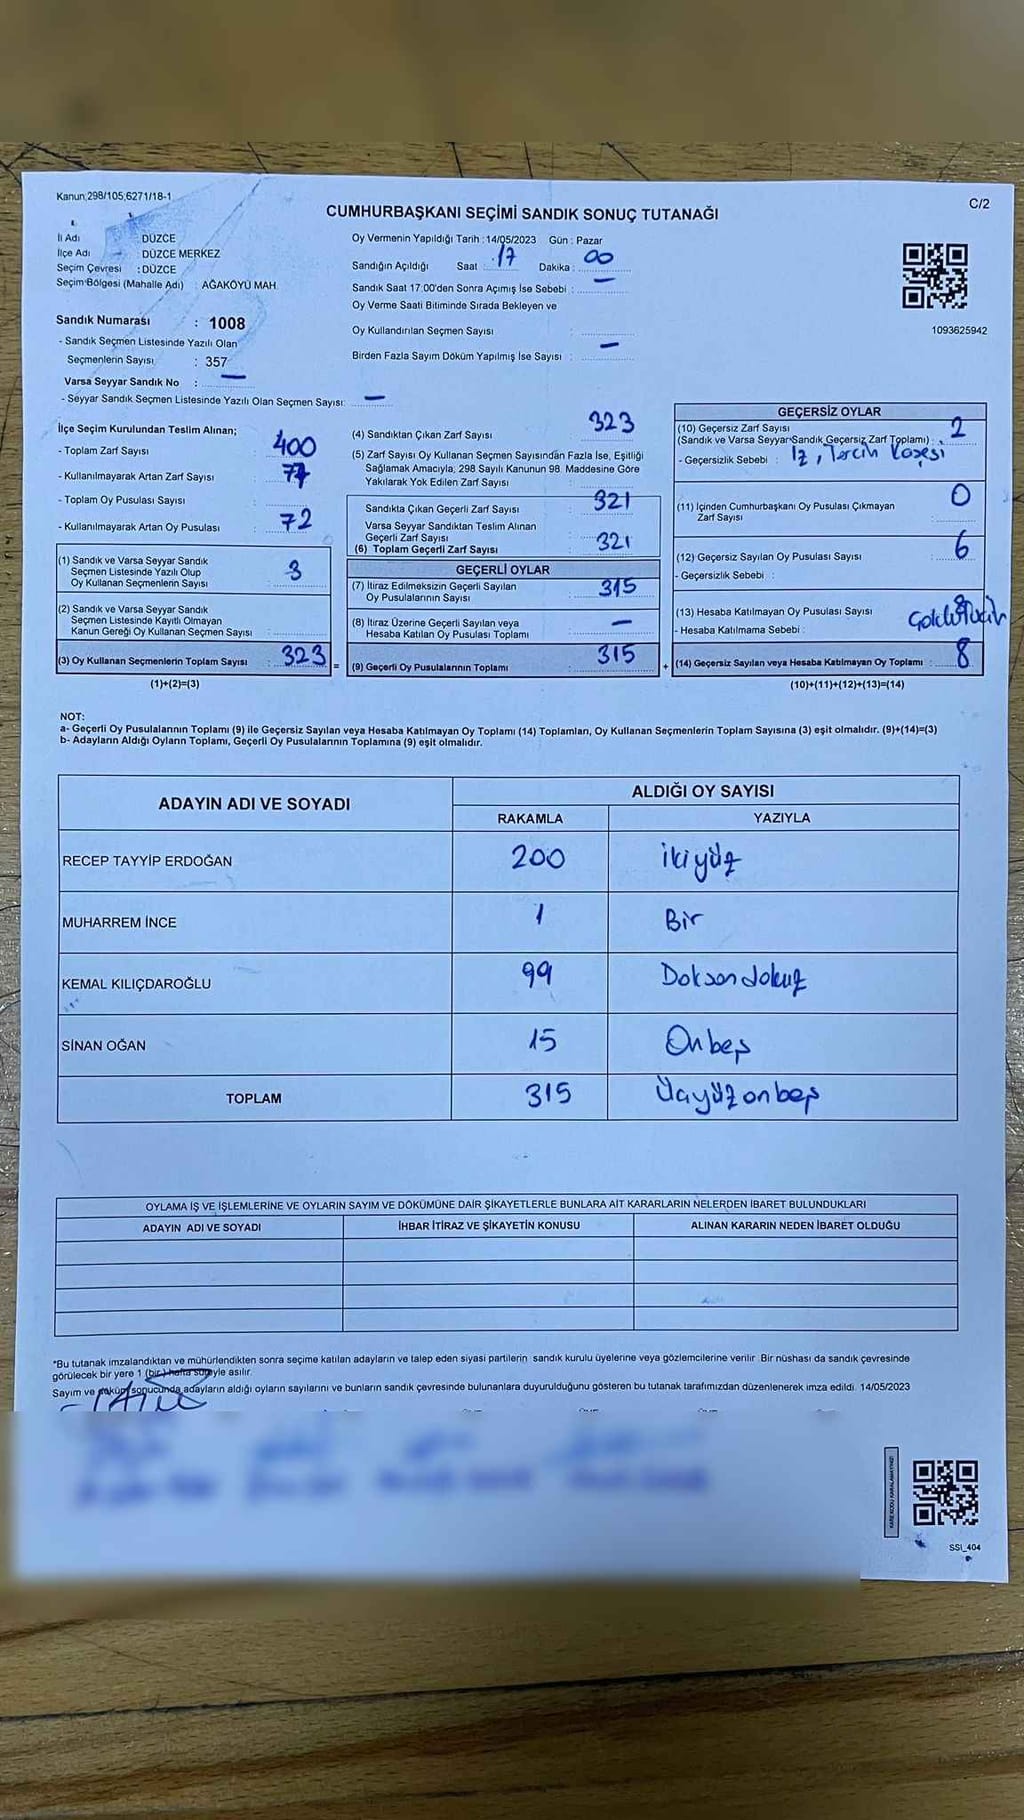 Kanun;298/105;6271/18-1
C/2
CUMHURBAŞKANI SEÇİMİ SANDIK SONUÇ TUTANAĞI
İl Adı : DÜZCE
İlçe Adı : DÜZCE MERKEZ
Seçim Çevresi : DÜZCE
Seçim Bölgesi (Mahalle Adı) : AĞAKÖYÜ MAH.
Sandık Numarası : 1008
- Sandık Seçmen Listesinde Yazılı Olan
Seçmenlerin Sayısı : 357
Varsa Seyyar Sandık No : —
- Seyyar Sandık Seçmen Listesinde Yazılı Olan Seçmen Sayısı: —
Oy Vermenin Yapıldığı Tarih : 14/05/2023 Gün : Pazar
Sandığın Açıldığı Saat 17 Dakika 00
Sandık Saat 17:00'den Sonra Açımış İse Sebebi : —
Oy Verme Saati Bitiminde Sırada Bekleyen ve
Oy Kullandırılan Seçmen Sayısı :
Birden Fazla Sayım Döküm Yapılmış İse Sayısı : —
1093625942
İlçe Seçim Kurulundan Teslim Alınan;
- Toplam Zarf Sayısı : 400
- Kullanılmayarak Artan Zarf Sayısı : 77
- Toplam Oy Pusulası Sayısı :
- Kullanılmayarak Artan Oy Pusulası : 72
(1) Sandık ve Varsa Seyyar Sandık
Seçmen Listesinde Yazılı Olup
Oy Kullanan Seçmenlerin Sayısı : 3
(2) Sandık ve Varsa Seyyar Sandık
Seçmen Listesinde Kayıtlı Olmayan
Kanun Gereği Oy Kullanan Seçmen Sayısı :
(3) Oy Kullanan Seçmenlerin Toplam Sayısı : 323 =
(1)+(2)=(3)
(4) Sandıktan Çıkan Zarf Sayısı : 323
(5) Zarf Sayısı Oy Kullanan Seçmen Sayısından Fazla İse, Eşitliği
Sağlamak Amacıyla, 298 Sayılı Kanunun 98. Maddesine Göre
Yakılarak Yok Edilen Zarf Sayısı :
Sandıkta Çıkan Geçerli Zarf Sayısı : 321
Varsa Seyyar Sandıktan Teslim Alınan
Geçerli Zarf Sayısı :
(6) Toplam Geçerli Zarf Sayısı : 321
GEÇERLİ OYLAR
(7) İtiraz Edilmeksizin Geçerli Sayılan
Oy Pusulalarının Sayısı : 315
(8) İtiraz Üzerine Geçerli Sayılan veya
Hesaba Katılan Oy Pusulası Toplamı : —
(9) Geçerli Oy Pusulalarının Toplamı : 315 +
GEÇERSİZ OYLAR
(10) Geçersiz Zarf Sayısı
(Sandık ve Varsa Seyyar Sandık Geçersiz Zarf Toplamı) : 2
- Geçersizlik Sebebi : İz, Tercih Kaşesi
(11) İçinden Cumhurbaşkanı Oy Pusulası Çıkmayan
Zarf Sayısı : 0
(12) Geçersiz Sayılan Oy Pusulası Sayısı : 6
- Geçersizlik Sebebi :
(13) Hesaba Katılmayan Oy Pusulası Sayısı :
- Hesaba Katılmama Sebebi :
(14) Geçersiz Sayılan veya Hesaba Katılmayan Oy Toplamı : 8
(10)+(11)+(12)+(13)=(14)
NOT:
a- Geçerli Oy Pusulalarının Toplamı (9) ile Geçersiz Sayılan veya Hesaba Katılmayan Oy Toplamı (14) Toplamları, Oy Kullanan Seçmenlerin Toplam Sayısına (3) eşit olmalıdır. (9)+(14)=(3)
b- Adayların Aldığı Oyların Toplamı, Geçerli Oy Pusulalarının Toplamına (9) eşit olmalıdır.
ADAYIN ADI VE SOYADI
ALDIĞI OY SAYISI
RAKAMLA YAZIYLA
RECEP TAYYİP ERDOĞAN 200 ikiyüz
MUHARREM İNCE 1 Bir
KEMAL KILIÇDAROĞLU 99 Doksandokuz
SİNAN OĞAN 15 Onbeş
TOPLAM 315 Üçyüzonbeş
OYLAMA İŞ VE İŞLEMLERİNE VE OYLARIN SAYIM VE DÖKÜMÜNE DAİR ŞİKAYETLERLE BUNLARA AİT KARARLARIN NELERDEN İBARET BULUNDUKLARI
ADAYIN ADI VE SOYADI İHBAR İTİRAZ VE ŞİKAYETİN KONUSU ALINAN KARARIN NEDEN İBARET OLDUĞU
*Bu tutanak imzalandıktan ve mühürlendikten sonra seçime katılan adayların ve talep eden siyasi partilerin sandık kurulu üyelerine veya gözlemcilerine verilir. Bir nüshası da sandık çevresinde
görülecek bir yere 1 (bir) hafta süreyle asılır.
Sayım ve döküm sonucunda adayların aldığı oyların sayılarını ve bunların sandık çevresinde bulunanlara duyurulduğunu gösteren bu tutanak tarafımızdan düzenlenerek imza edildi. 14/05/2023
KAREKODU KARALAMAYINIZ!
SSI_404